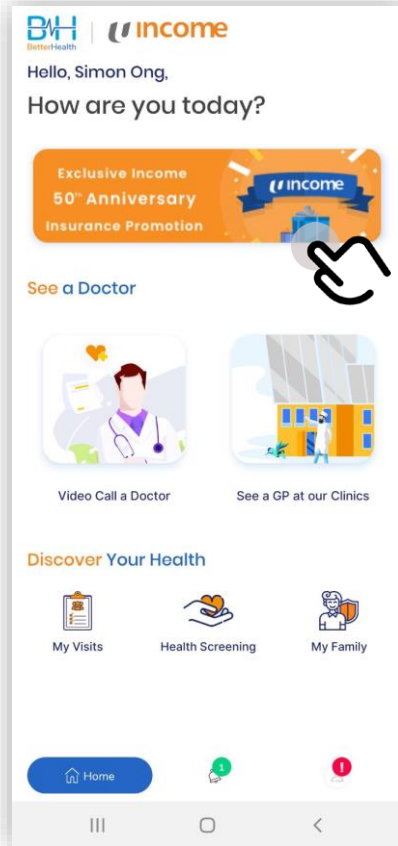 BMH
BetterHealth
income
Hello, Simon Ong,
How are you today?
Exclusive Income
50TH Anniversary
Insurance Promotion
income
See a Doctor
Video Call a Doctor
See a GP at our Clinics
Discover Your Health
My Visits
Health Screening
My Family
Home
1
!